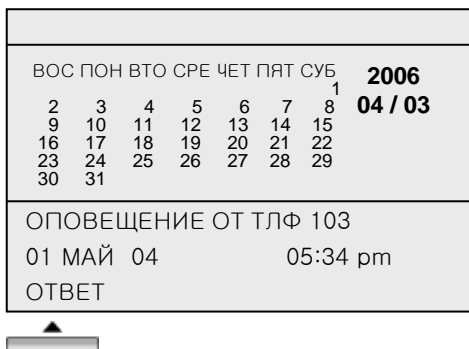 ВОС ПОН ВТО СРЕ ЧЕТ ПЯТ СУБ
1
2 3 4 5 6 7 8
9 10 11 12 13 14 15
16 17 18 19 20 21 22
23 24 25 26 27 28 29
30 31
2006
04 / 03
ОПОВЕЩЕНИЕ ОТ ТЛФ 103
01 МАЙ 04 05:34 pm
ОТВЕТ